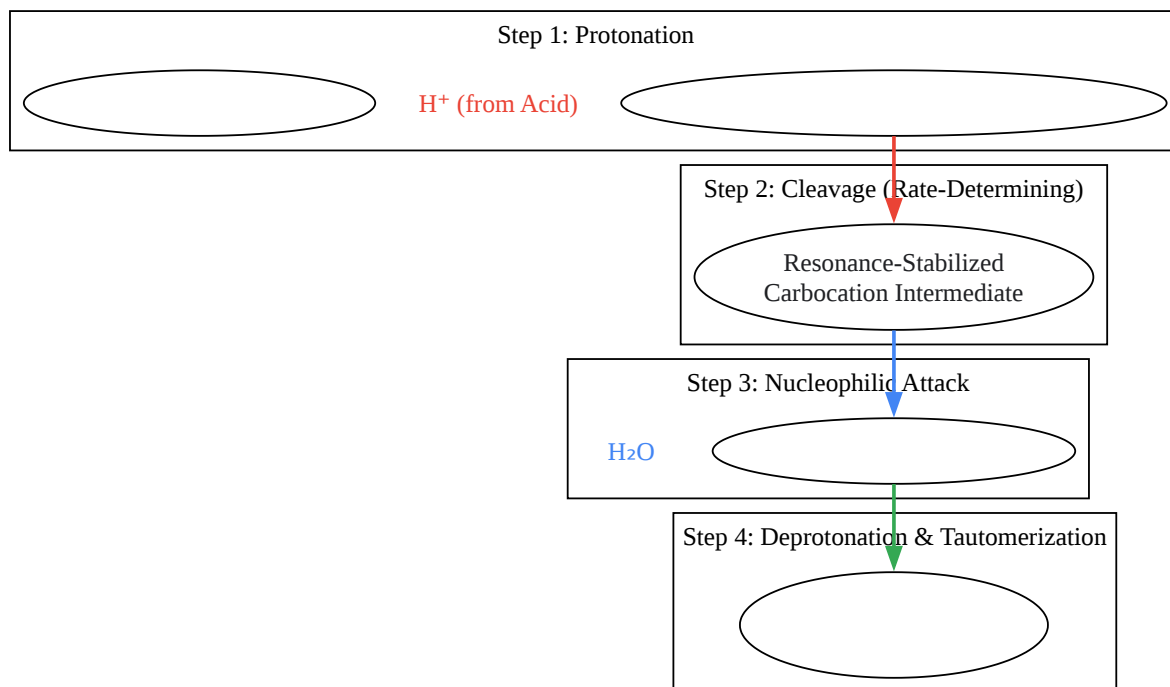 Step 1: Protonation
H⁺ (from Acid)
Step 2: Cleavage (Rate-Determining)
Resonance-Stabilized
Carbocation Intermediate
Step 3: Nucleophilic Attack
H₂O
Step 4: Deprotonation & Tautomerization